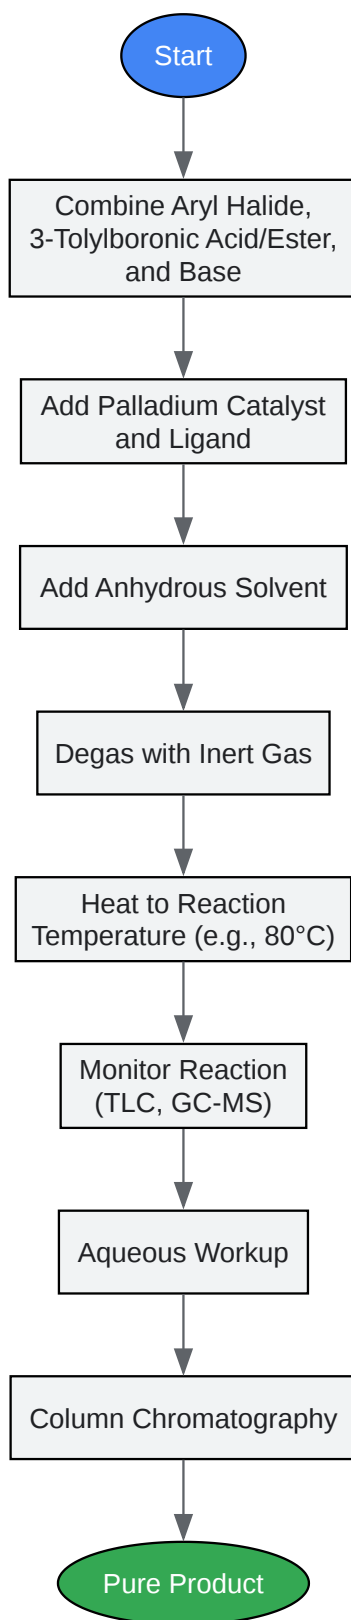 Start
Combine Aryl Halide,
3-Tolylboronic Acid/Ester,
and Base
Add Palladium Catalyst
and Ligand
Add Anhydrous Solvent
Degas with Inert Gas
Heat to Reaction
Temperature (e.g., 80°C)
Monitor Reaction
(TLC, GC-MS)
Aqueous Workup
Column Chromatography
Pure Product